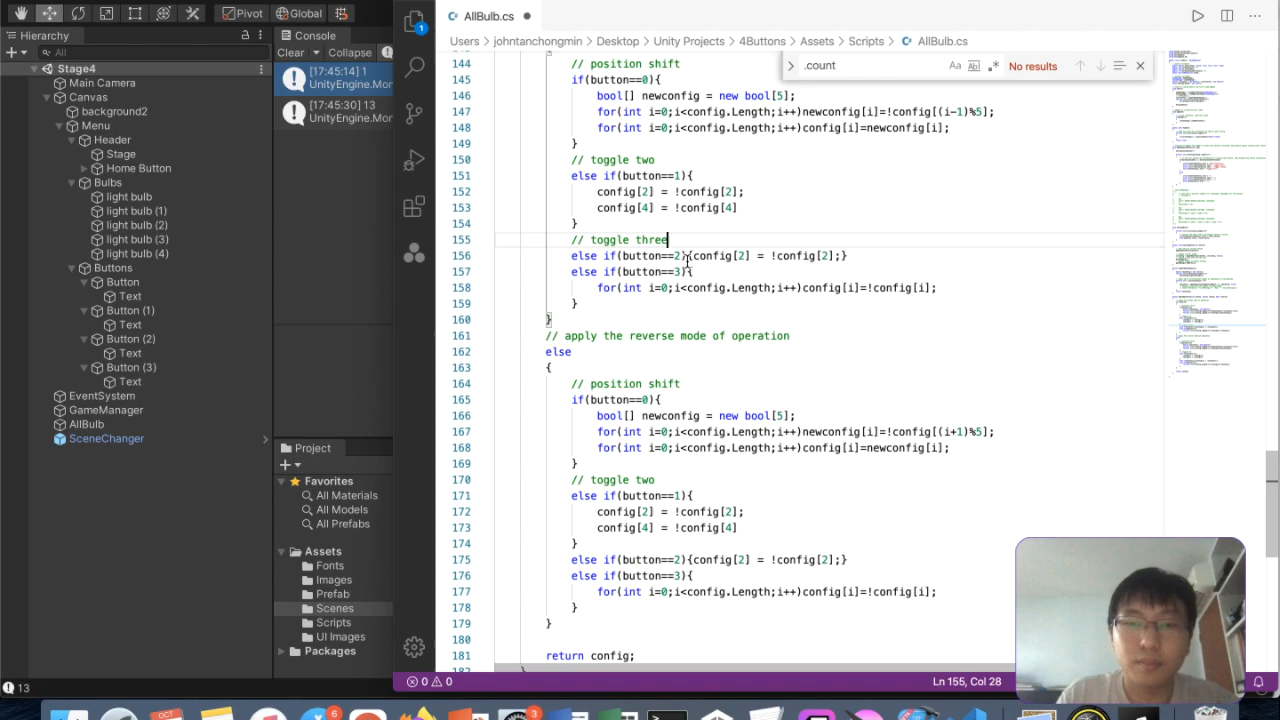 Pivot
Global
Hierarchy
All
Stage4
Main Camera
Canvas
background
Menu
Header
Stage
Light Bulbs
light bulb
light bulb (1)
light bulb (2)
light bulb (3)
light bulb (4)
Buttons
Button
Text
Button (1)
Text
Button (2)
Text
Button (3)
Text
EventSystem
GameManager
AllBulb
SceneChanger
13
Console
Clear
Collapse
[17:45:14]
UnityEngine.Mon
[17:45:30] 13
UnityEngine.Mon
Project
Favorites
All Materials
All Models
All Prefabs
Assets
Fonts
Images
Prefab
Scenes
Scripts
UI Images
Packages
1
AllBulb.cs
Users > johntanchongmin > Desktop > Unity Projects > 4Buttons > Assets > Scripts > AllBulb.cs
.count
Aa
No results
144 // position shift
145 if(button==0){
146 bool[] newconfig = new bool[5];
147 for(int i=0;i<config.Length;i++)newconfig[i]=!config[(i+1)%5];
148 for(int i=0;i<config.Length;i++)config[i]=newconfig[i];
149 }
150 // toggle two
151 else if(button==1){
152 config[2] = !config[2];
153 config[4] = !config[4]
154 }
155 // toggle three
156 else if(button==2){config[2] = !config[2];}
157 else if(button==3){
158 for(int i=0;i<config.Length;i++)config[i]=!config[i];
159 }
160 }
161 // apply the reverse side of operator
162 else
163 {
164 // position shift
165 if(button==0){
166 bool[] newconfig = new bool[5];
167 for(int i=0;i<config.Length;i++)newconfig[i]=!config[(i+1)%5];
168 for(int i=0;i<config.Length;i++)config[i]=newconfig[i];
169 }
170 // toggle two
171 else if(button==1){
172 config[2] = !config[2];
173 config[4] = !config[4]
174 }
175 else if(button==2){config[2] = !config[2];}
176 else if(button==3){
177 for(int i=0;i<config.Length;i++)config[i]=!config[i];
178 }
179 }
180
181 return config;
182 }
0 0
Ln 155, Col 28
OCT
3